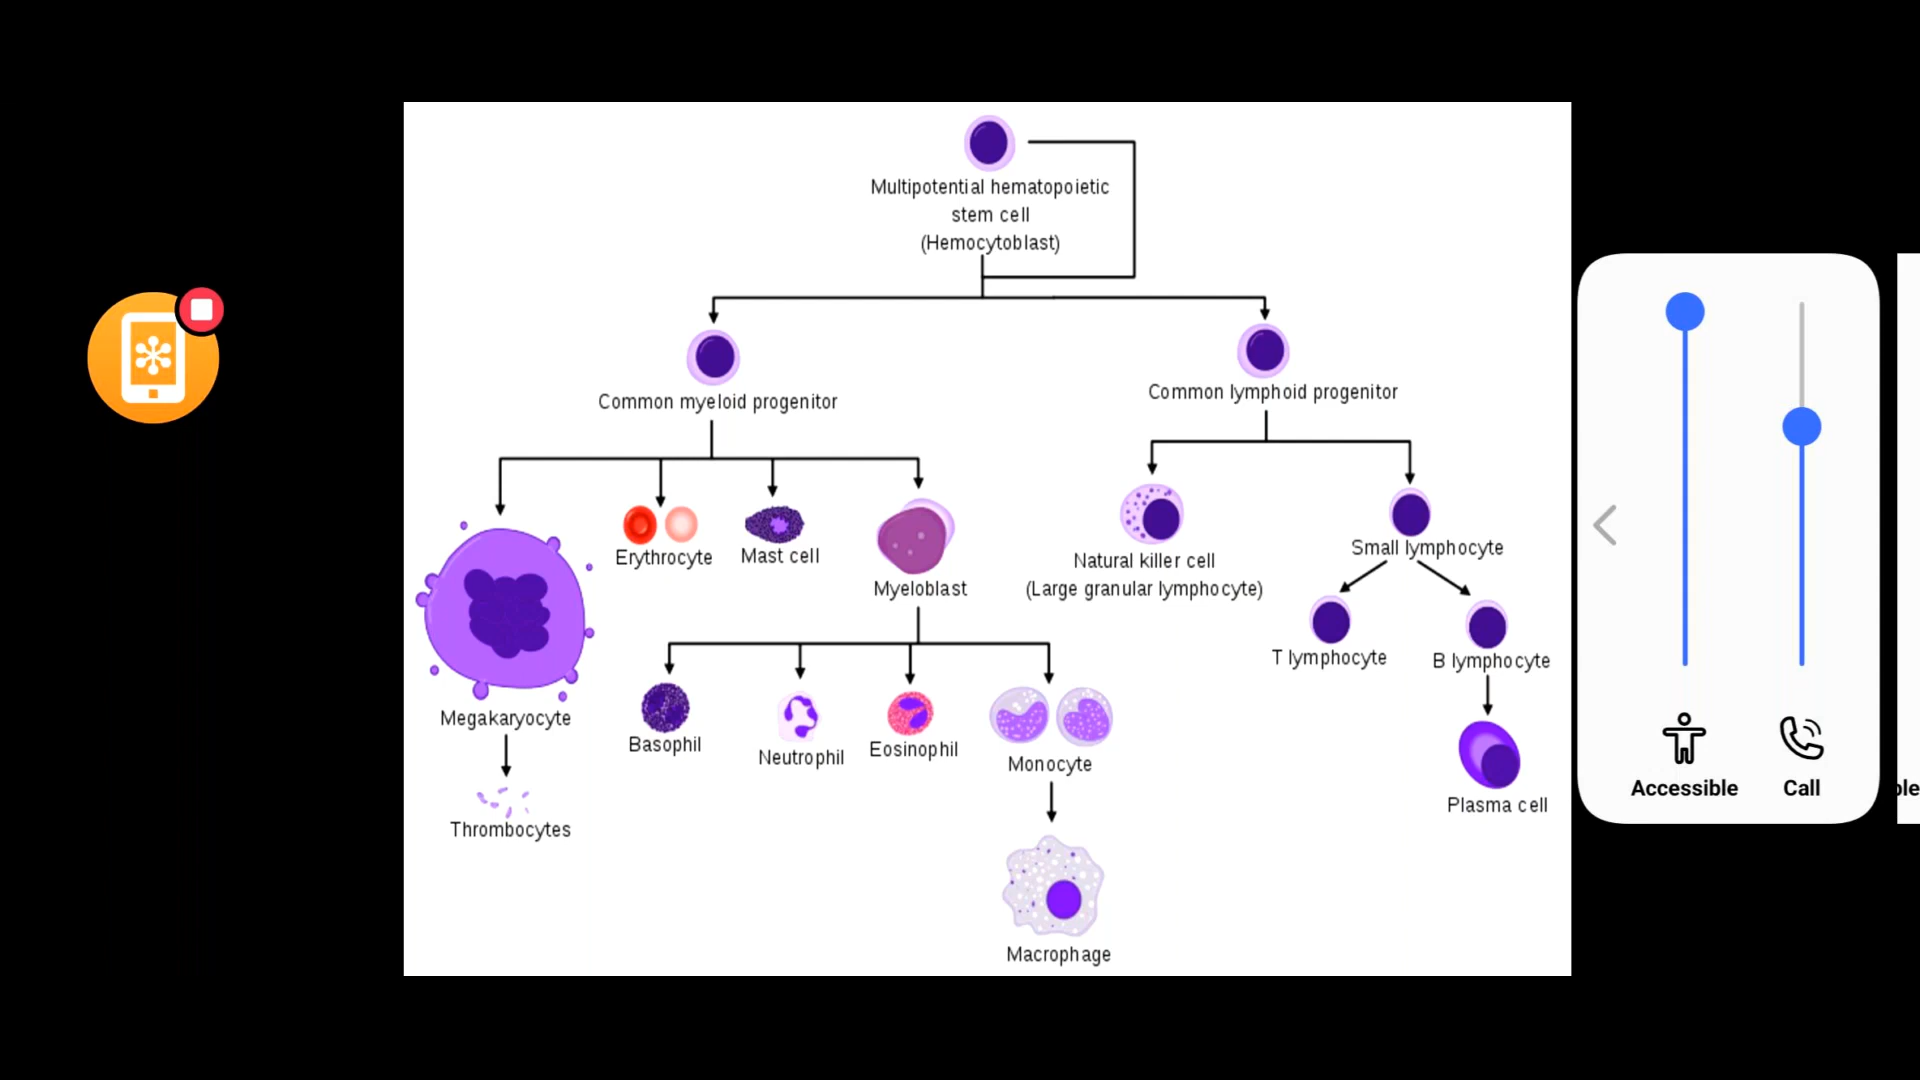 Multipotential hematopoietic
stem cell
(Hemocytoblast)
Common myeloid progenitor
Common lymphoid progenitor
Erythrocyte
Mast cell
Myeloblast
Natural killer cell
(Large granular lymphocyte)
Small lymphocyte
T lymphocyte
B lymphocyte
Megakaryocyte
Basophil
Neutrophil
Eosinophil
Monocyte
Plasma cell
Thrombocytes
Macrophage
Accessible
Call